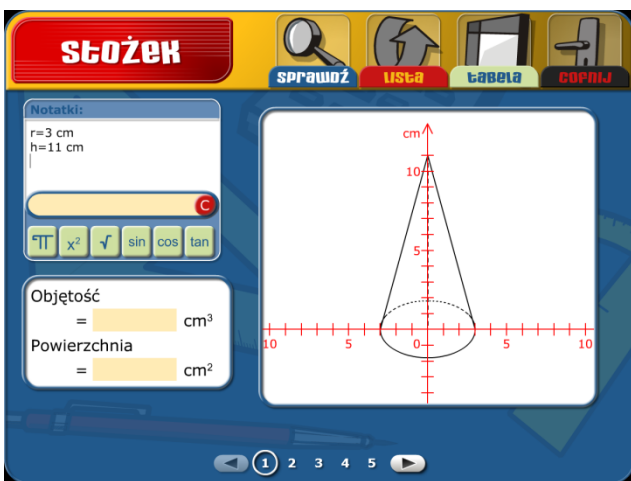 stożek
sprawdź
lista
tabela
cofnij
Notatki:
r=3 cm
h=11 cm
C
π x² √ sin cos tan
Objętość
= cm³
Powierzchnia
= cm²
cm
10
5
10 5 0 5 10
1 2 3 4 5